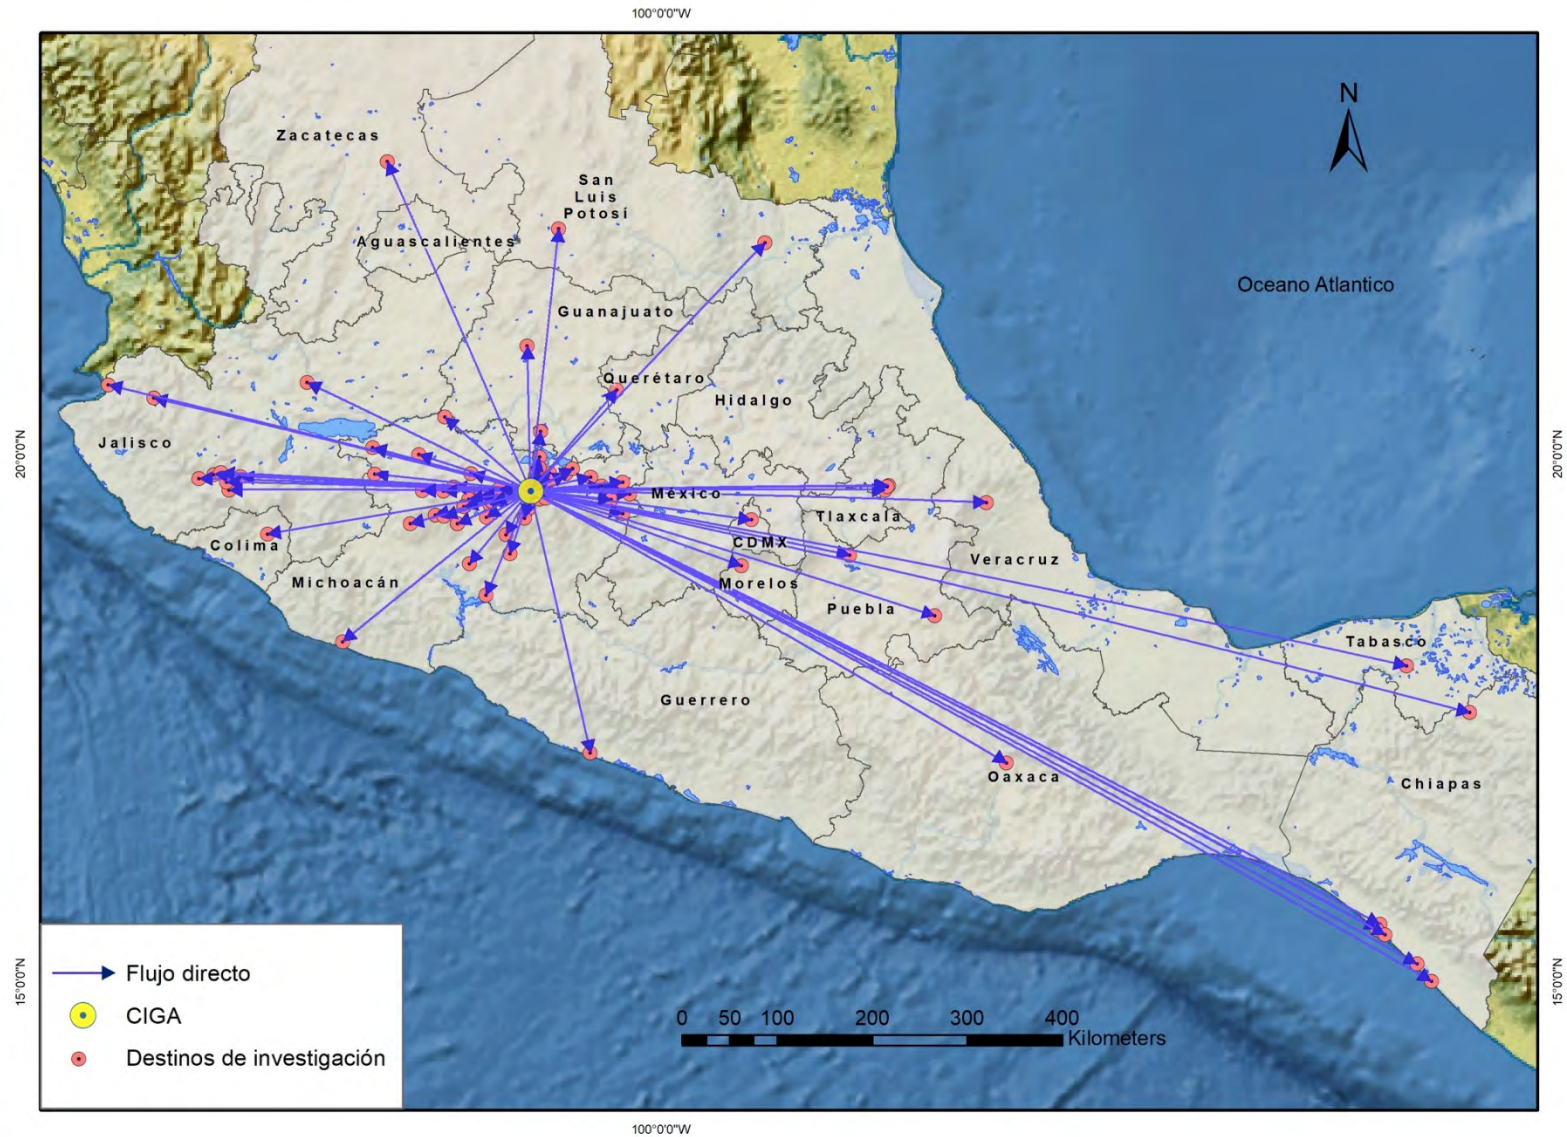 100°0'0"W
N
Zacatecas
San
Luis
Potosí
Aguascalientes
Oceano Atlantico
Guanajuato
Querétaro
Hidalgo
Jalisco
20°0'0"N
20°0'0"N
México
Tlaxcala
CDMX
Colima
Veracruz
Michoacán
Morelos
Puebla
Tabasco
Guerrero
Oaxaca
Chiapas
Flujo directo
15°0'0"N
15°0'0"N
CIGA
0 50 100 200 300 400
Kilometers
Destinos de investigación
100°0'0"W